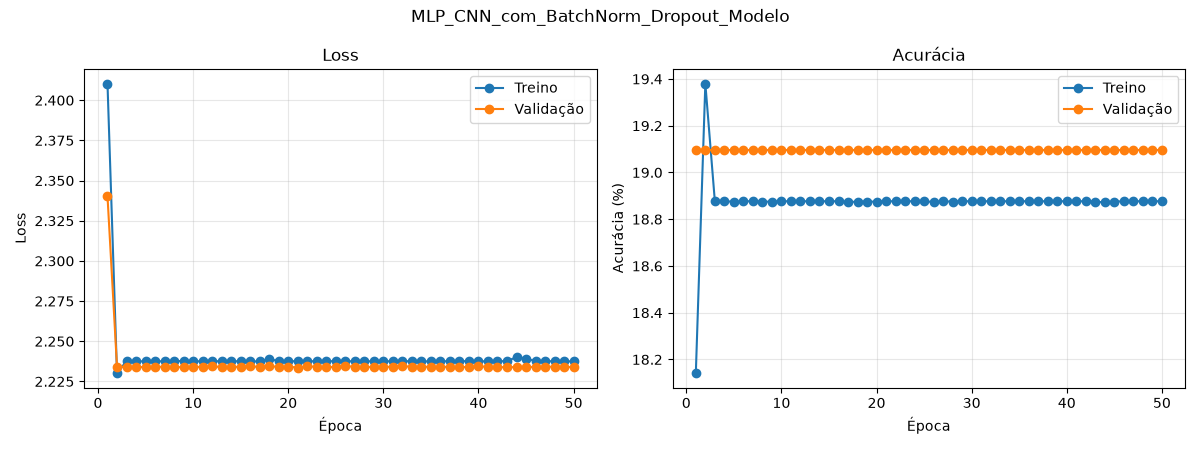 MLP_CNN_com_BatchNorm_Dropout_Modelo
Loss
Treino
Validação
2.400
2.375
2.350
2.325
2.300
2.275
2.250
2.225
Loss
0
10
20
30
40
50
Época
Acurácia
Treino
Validação
19.4
19.2
19.0
18.8
18.6
18.4
18.2
Acurácia (%)
0
10
20
30
40
50
Época